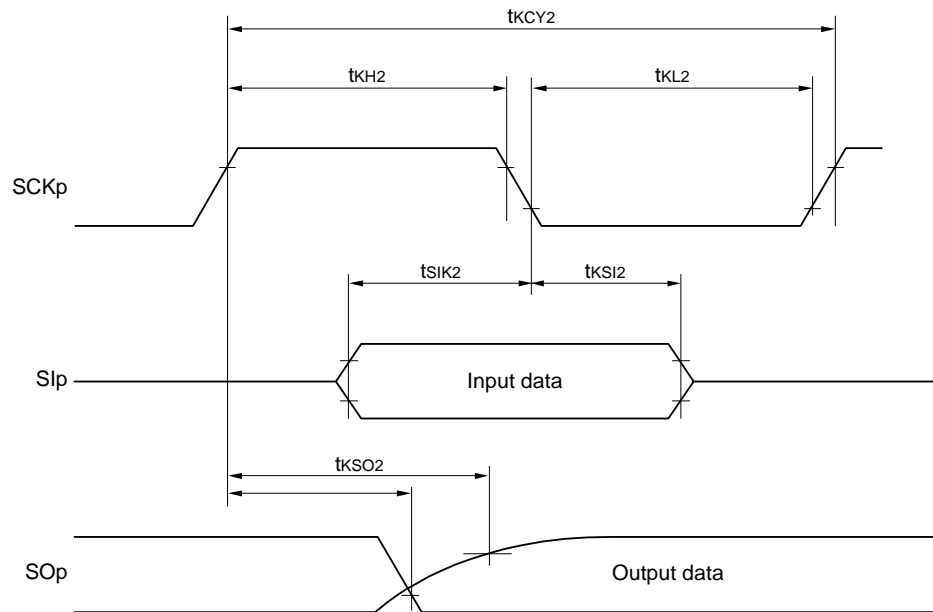 tKCY2
tKH2
tKL2
SCKp
tSIK2
tKSI2
SIp
Input data
tKSO2
SOp
Output data